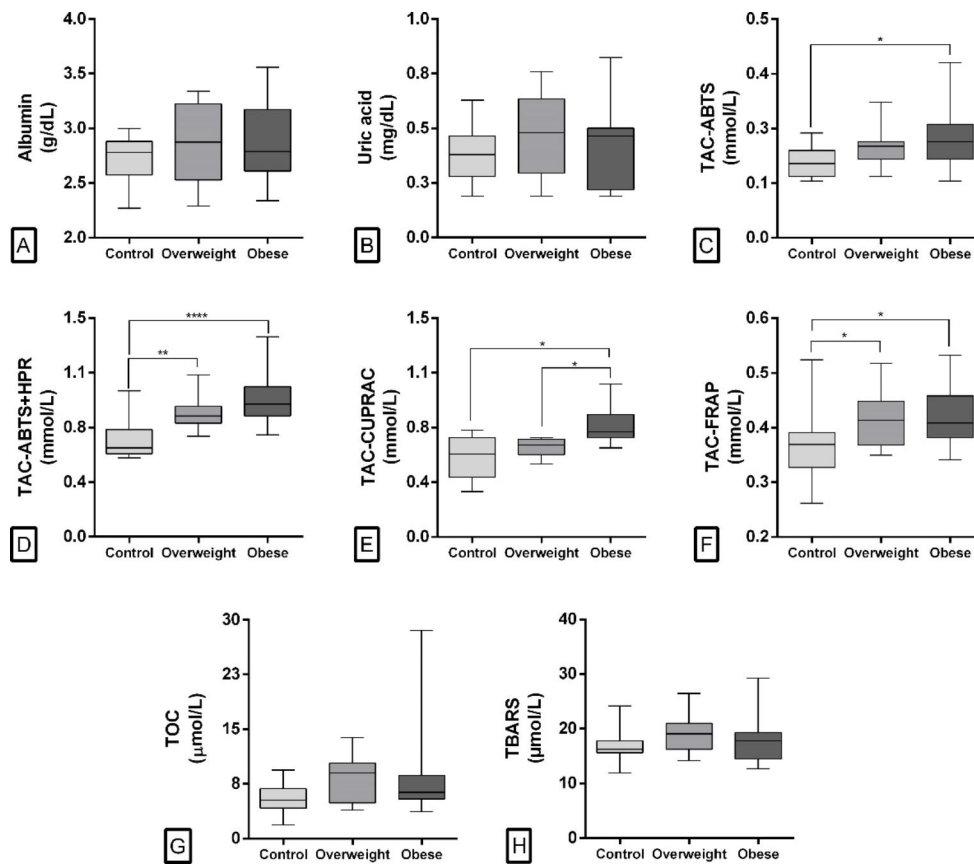 Albumin
(g/dL)
4.0
3.5
3.0
2.5
2.0
Control Overweight Obese
A
Uric acid
(mg/dL)
1.0
0.8
0.5
0.3
0.0
Control Overweight Obese
B
TAC-ABTS
(mmol/L)
0.5
0.4
0.3
0.1
0.0
*
Control Overweight Obese
C
TAC-ABTS+HPR
(mmol/L)
1.5
1.1
0.8
0.4
0.0
****
**
Control Overweight Obese
D
TAC-CUPRAC
(mmol/L)
1.5
1.1
0.8
0.4
0.0
*
*
Control Overweight Obese
E
TAC-FRAP
(mmol/L)
0.6
0.5
0.4
0.3
0.2
*
*
Control Overweight Obese
F
TOC
(µmol/L)
30
23
15
8
0
Control Overweight Obese
G
TBARS
(µmol/L)
40
30
20
10
0
Control Overweight Obese
H